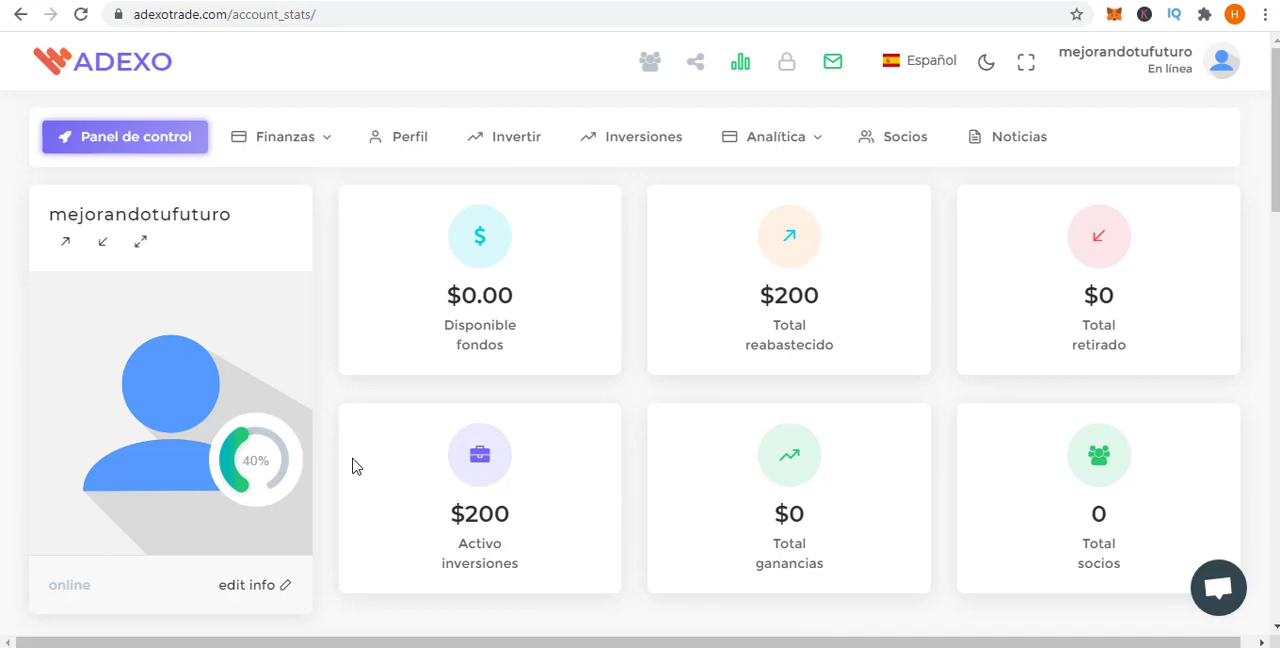 adexotrade.com/account_stats/
K
IQ
H
ADEXO
Español
mejorandotufuturo
En línea
Panel de control
Finanzas
Perfil
Invertir
Inversiones
Analítica
Socios
Noticias
mejorandotufuturo
40%
online
edit info
$
$0.00
Disponible
fondos
$200
Total
reabastecido
$0
Total
retirado
$200
Activo
inversiones
$0
Total
ganancias
0
Total
socios